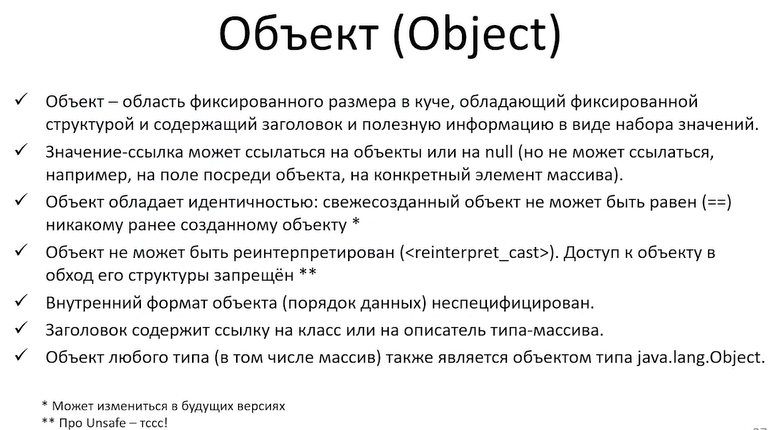 Объект (Object)
✓ Объект – область фиксированного размера в куче, обладающий фиксированной
структурой и содержащий заголовок и полезную информацию в виде набора значений.
✓ Значение-ссылка может ссылаться на объекты или на null (но не может ссылаться,
например, на поле посреди объекта, на конкретный элемент массива).
✓ Объект обладает идентичностью: свежесозданный объект не может быть равен (==)
никакому ранее созданному объекту *
✓ Объект не может быть реинтерпретирован (<reinterpret_cast>). Доступ к объекту в
обход его структуры запрещён **
✓ Внутренний формат объекта (порядок данных) неспецифицирован.
✓ Заголовок содержит ссылку на класс или на описатель типа-массива.
✓ Объект любого типа (в том числе массив) также является объектом типа java.lang.Object.
* Может измениться в будущих версиях
** Про Unsafe – тссс!